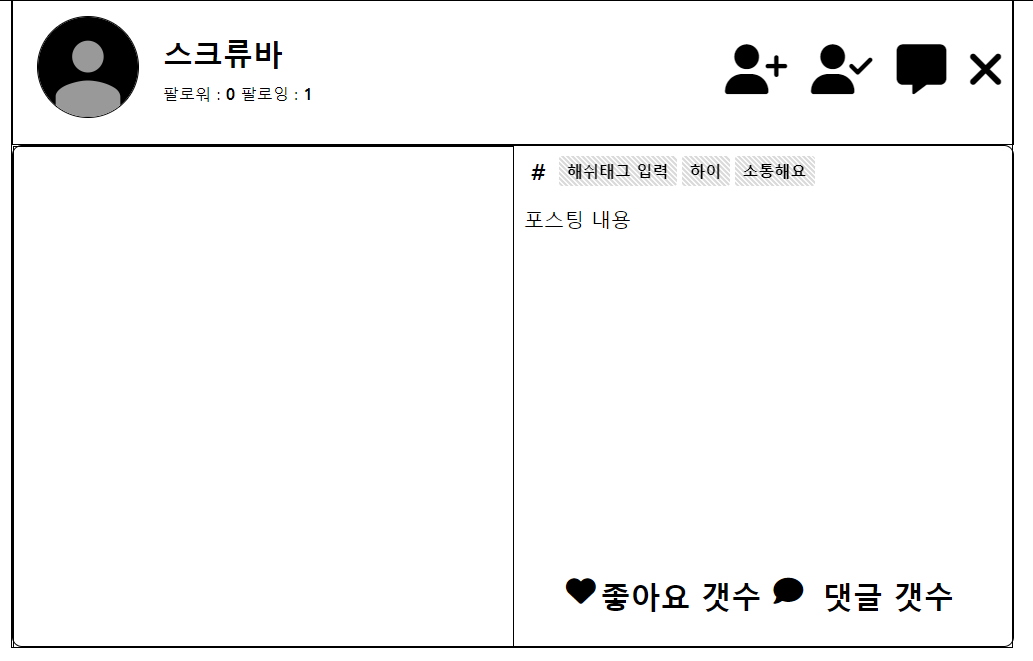 스크류바
팔로워 : 0 팔로잉 : 1
# 해쉬태그 입력 하이 소통해요
포스팅 내용
좋아요 갯수 댓글 갯수